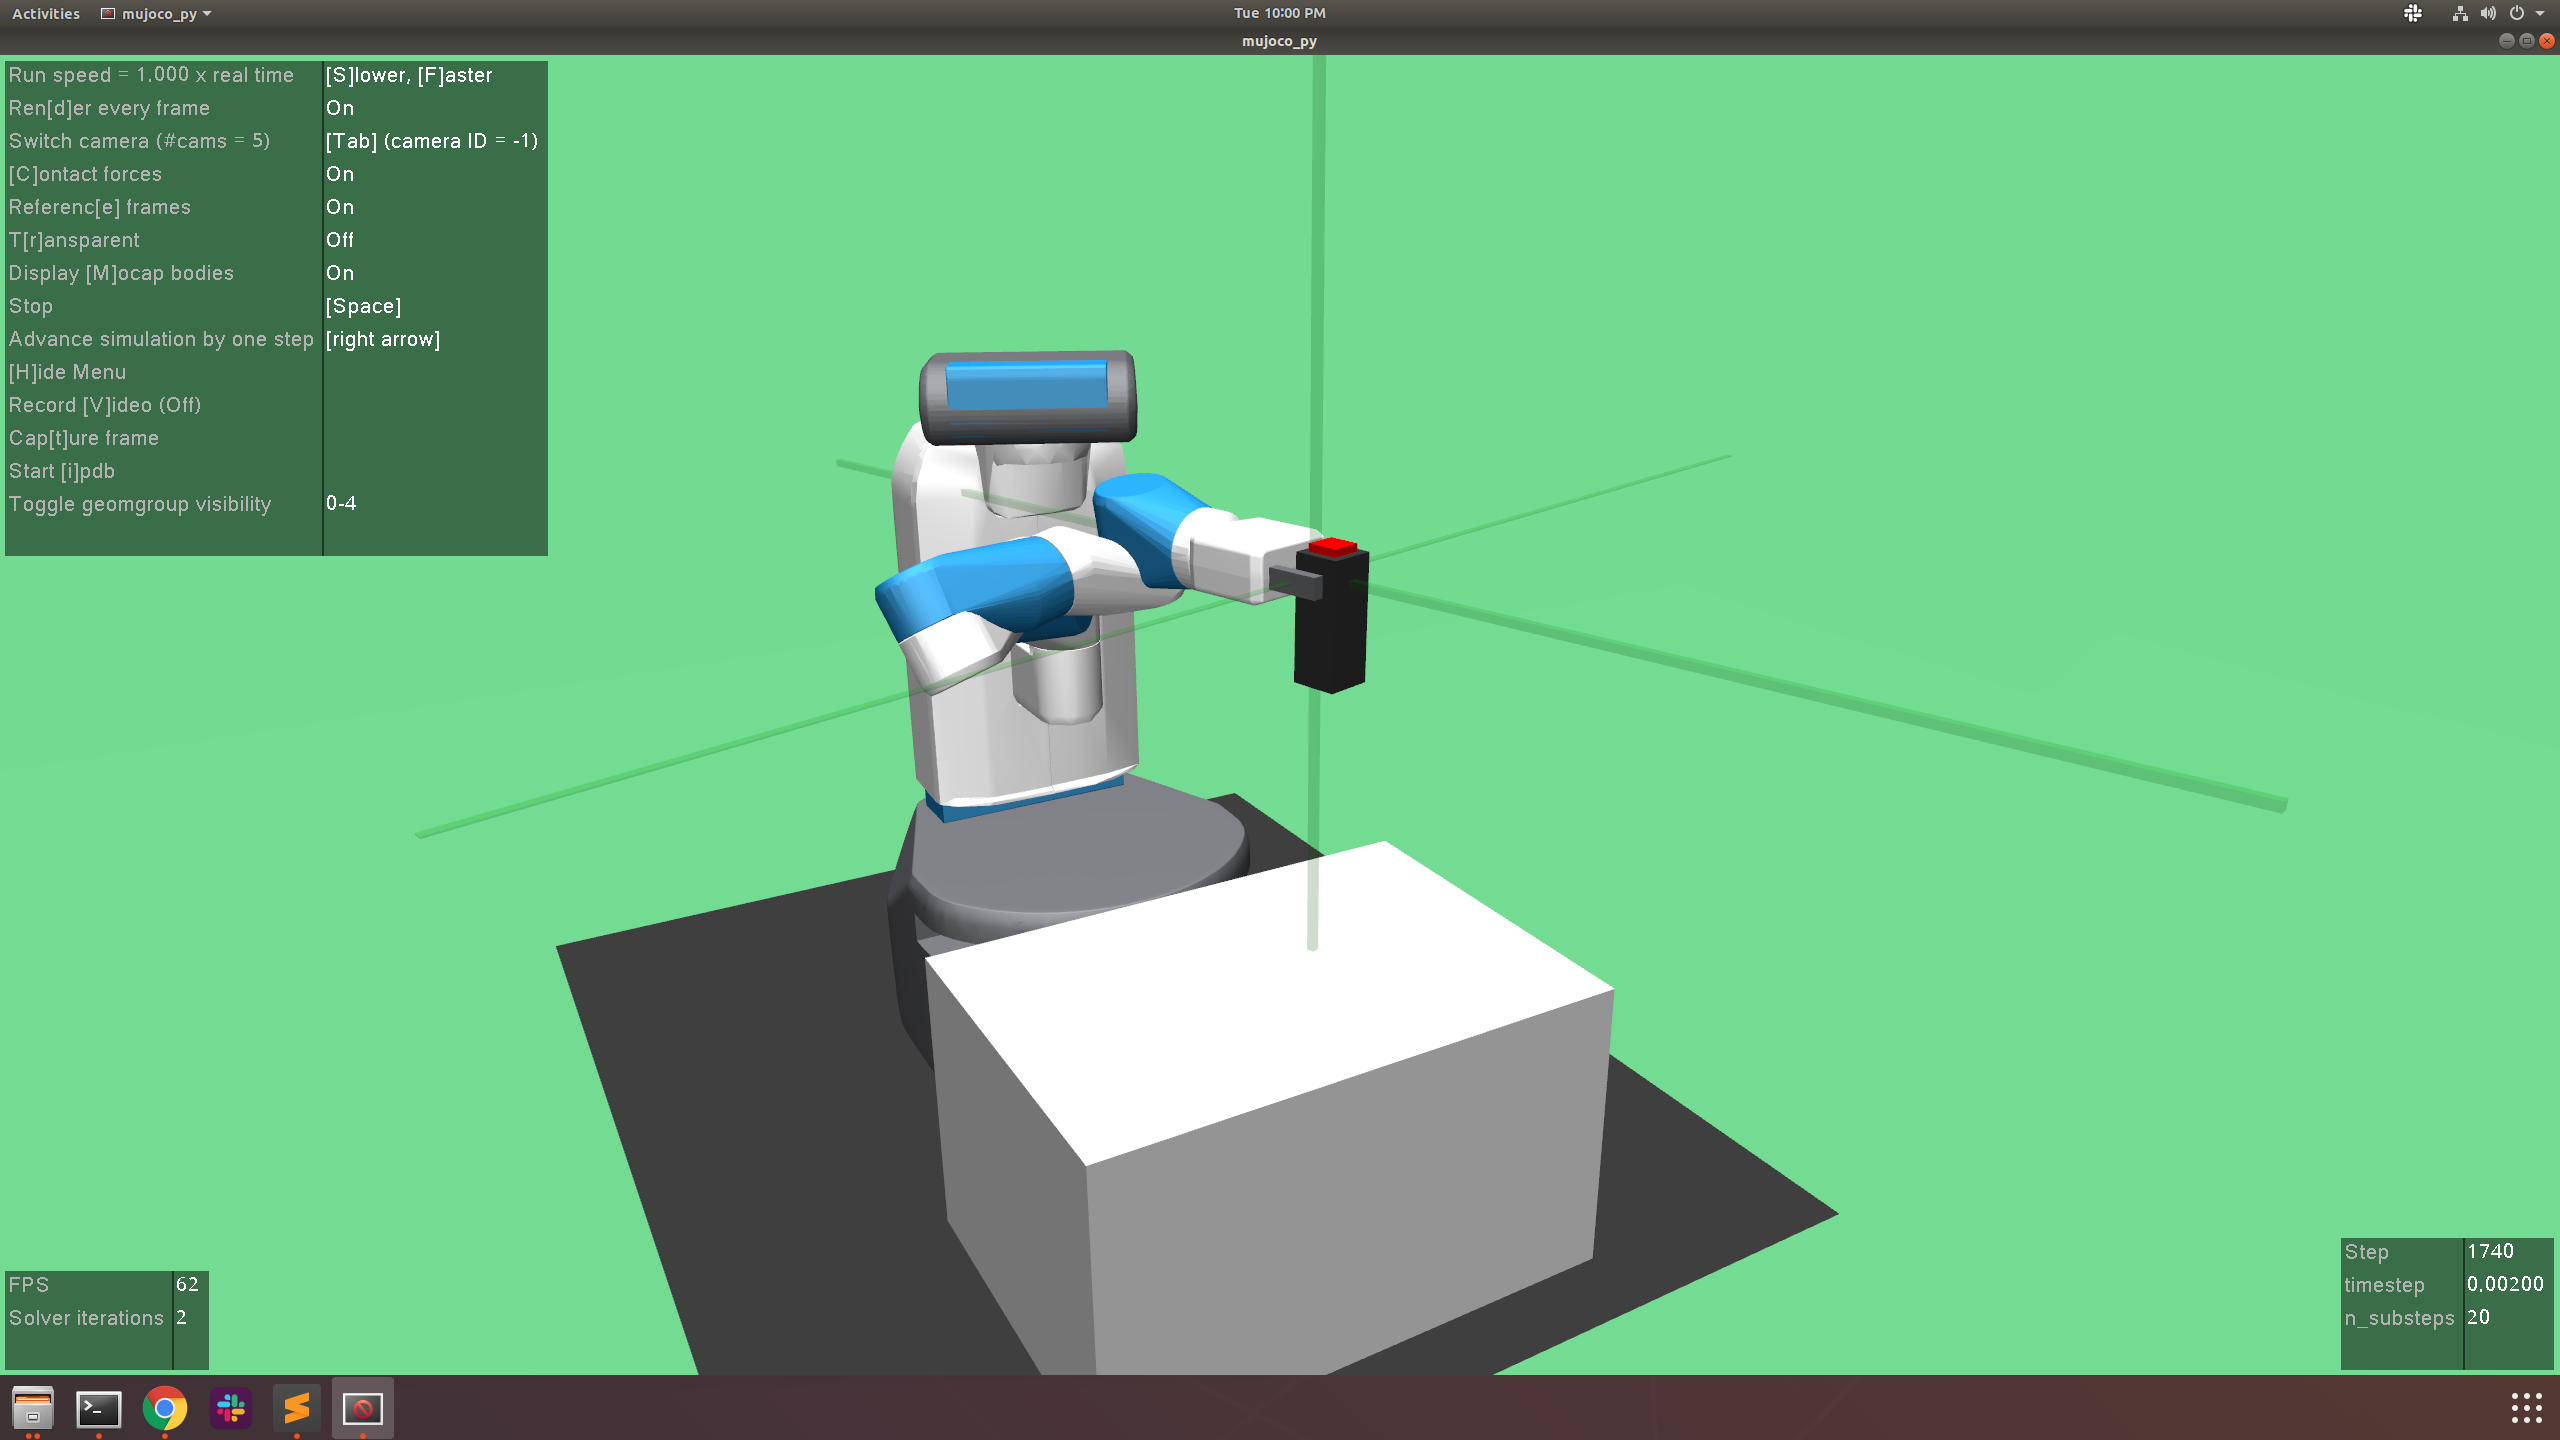 Activities mujoco_py Tue 10:00 PM
mujoco_py
Run speed = 1.000 x real time [S]lower, [F]aster
Ren[d]er every frame On
Switch camera (#cams = 5) [Tab] (camera ID = -1)
[C]ontact forces On
Referenc[e] frames On
T[r]ansparent Off
Display [M]ocap bodies On
Stop [Space]
Advance simulation by one step [right arrow]
[H]ide Menu
Record [V]ideo (Off)
Cap[t]ure frame
Start [i]pdb
Toggle geomgroup visibility 0-4
FPS 62
Solver iterations 2
Step 1740
timestep 0.00200
n_substeps 20